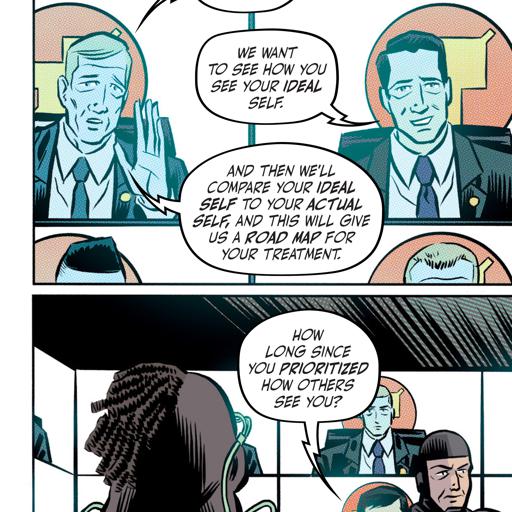 WE WANT
TO SEE HOW YOU
SEE YOUR IDEAL
SELF.
AND THEN WE'LL
COMPARE YOUR IDEAL
SELF TO YOUR ACTUAL
SELF, AND THIS WILL GIVE
US A ROAD MAP FOR
YOUR TREATMENT.
HOW
LONG SINCE
YOU PRIORITIZED
HOW OTHERS
SEE YOU?